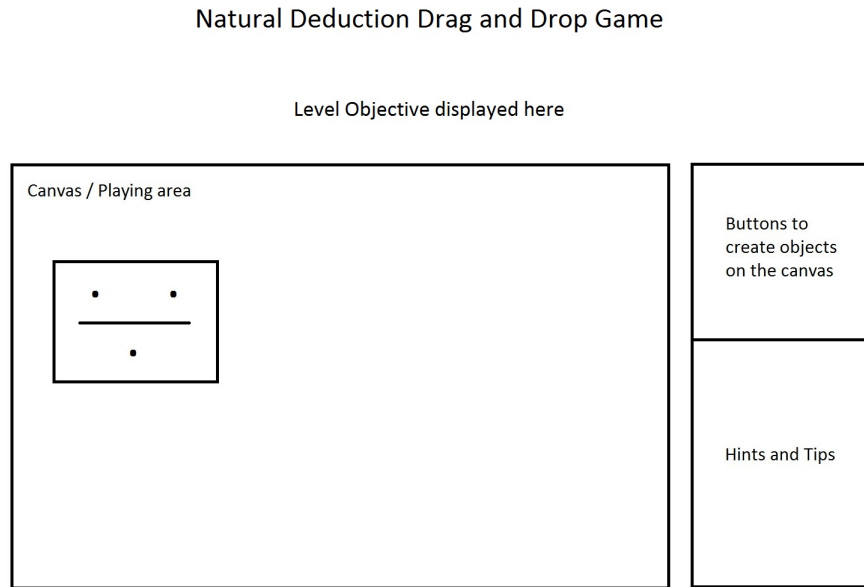 Natural Deduction Drag and Drop Game
Level Objective displayed here
Canvas / Playing area
Buttons to
create objects
on the canvas
Hints and Tips